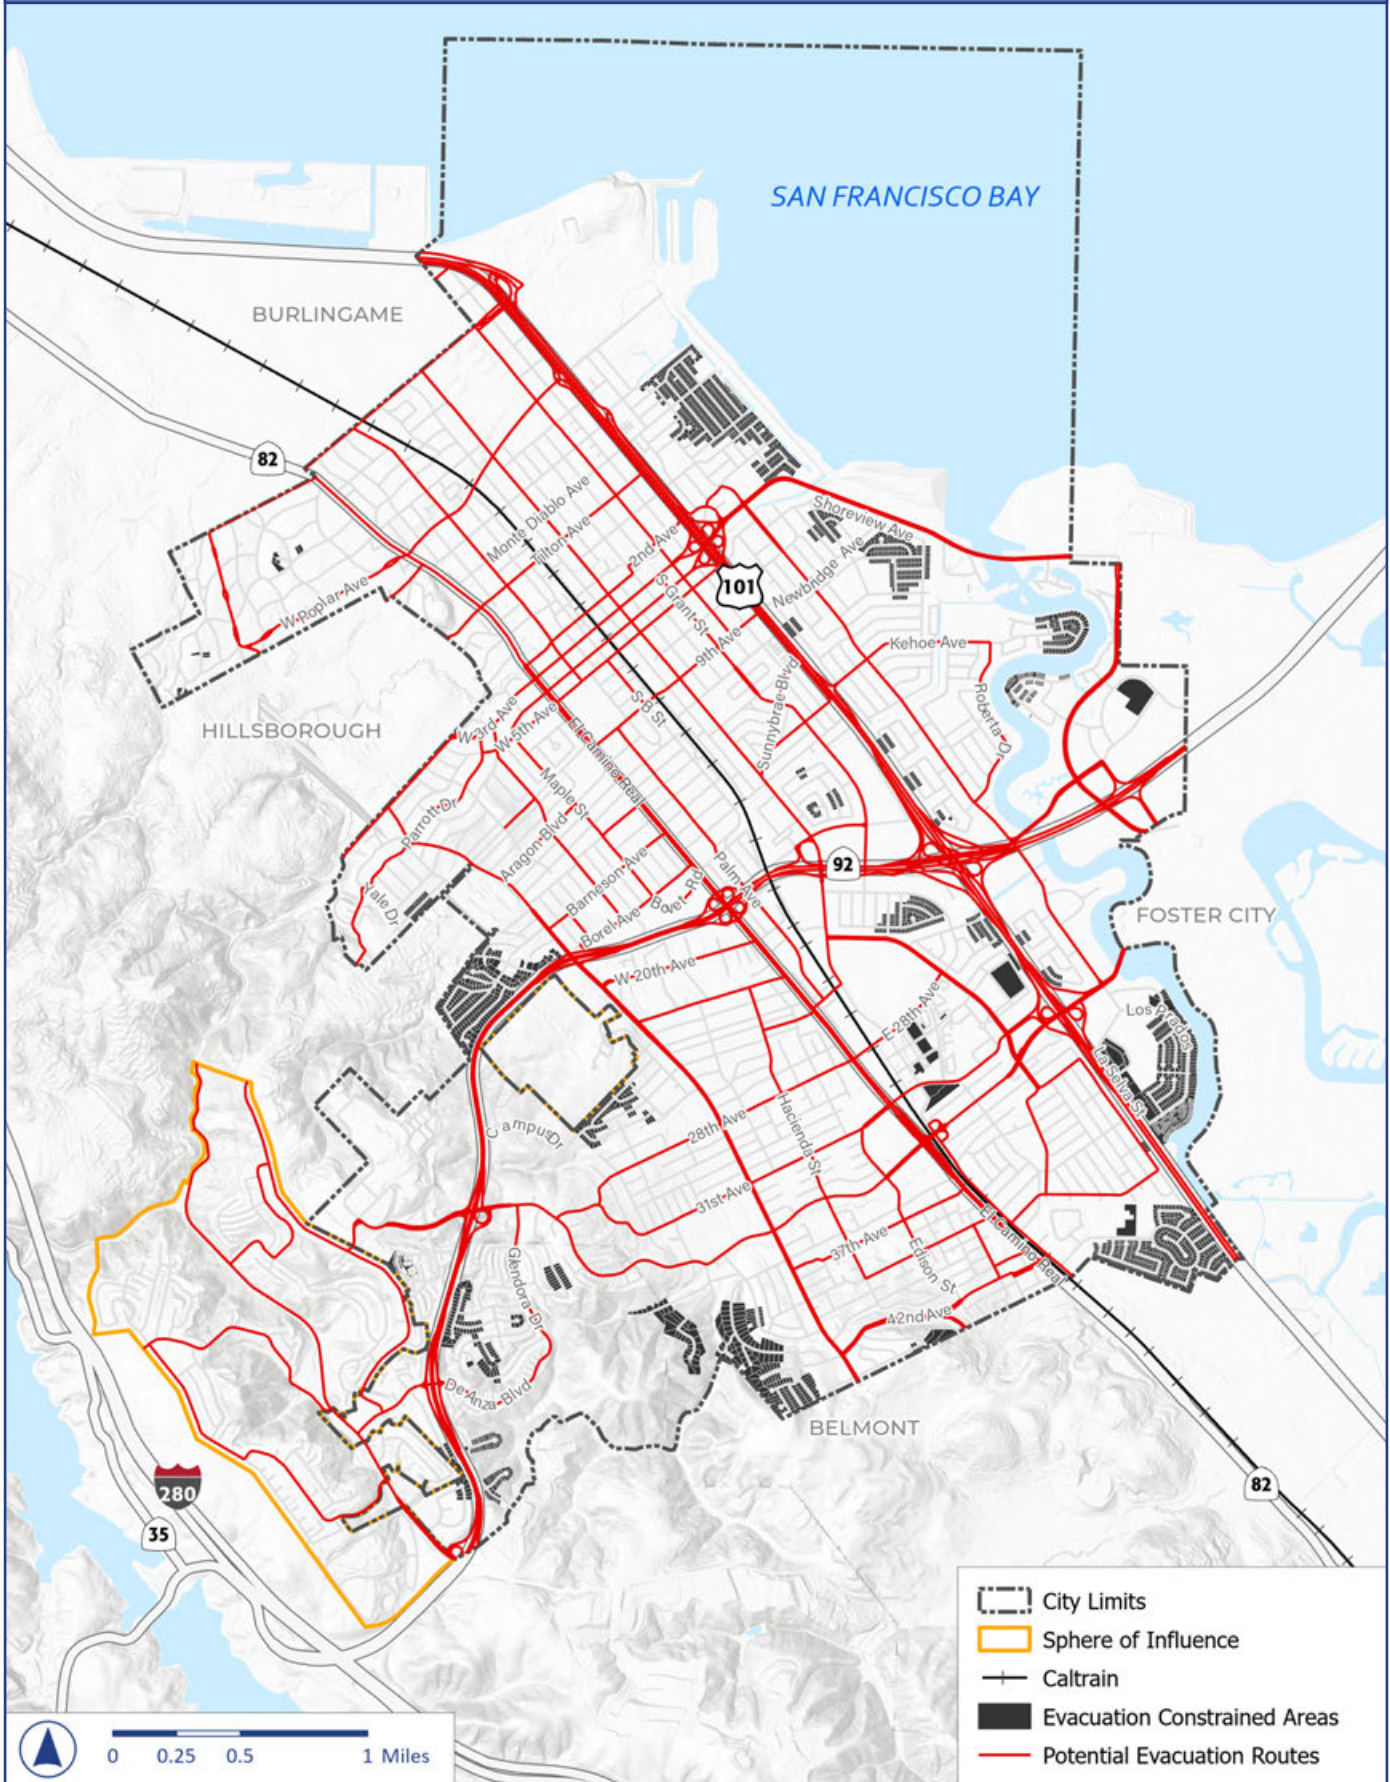 SAN FRANCISCO BAY
BURLINGAME
82
Monte Diablo Ave
Tilton Ave
2nd Ave
Shoreview Ave
101
Newbridge Ave
S Grant St
W Poplar Ave
9th Ave
Kehoe Ave
Sunnybrae Blvd
Roberta Dr
S B St
HILLSBOROUGH
W 3rd Ave
W 5th Ave
El Camino Real
Maple St
Parrott Dr
Aragon Blvd
Palm Ave
92
Barneson Ave
Bovet Rd
Yale Dr
Borel Ave
FOSTER CITY
W 20th Ave
E 28th Ave
Los Prados
La Selva St
Campus Dr
28th Ave
Hacienda St
31st Ave
37th Ave
El Camino Real
Edison St
Glendora Dr
42nd Ave
De Anza Blvd
BELMONT
280
82
35
City Limits
Sphere of Influence
Caltrain
Evacuation Constrained Areas
Potential Evacuation Routes
0 0.25 0.5 1 Miles